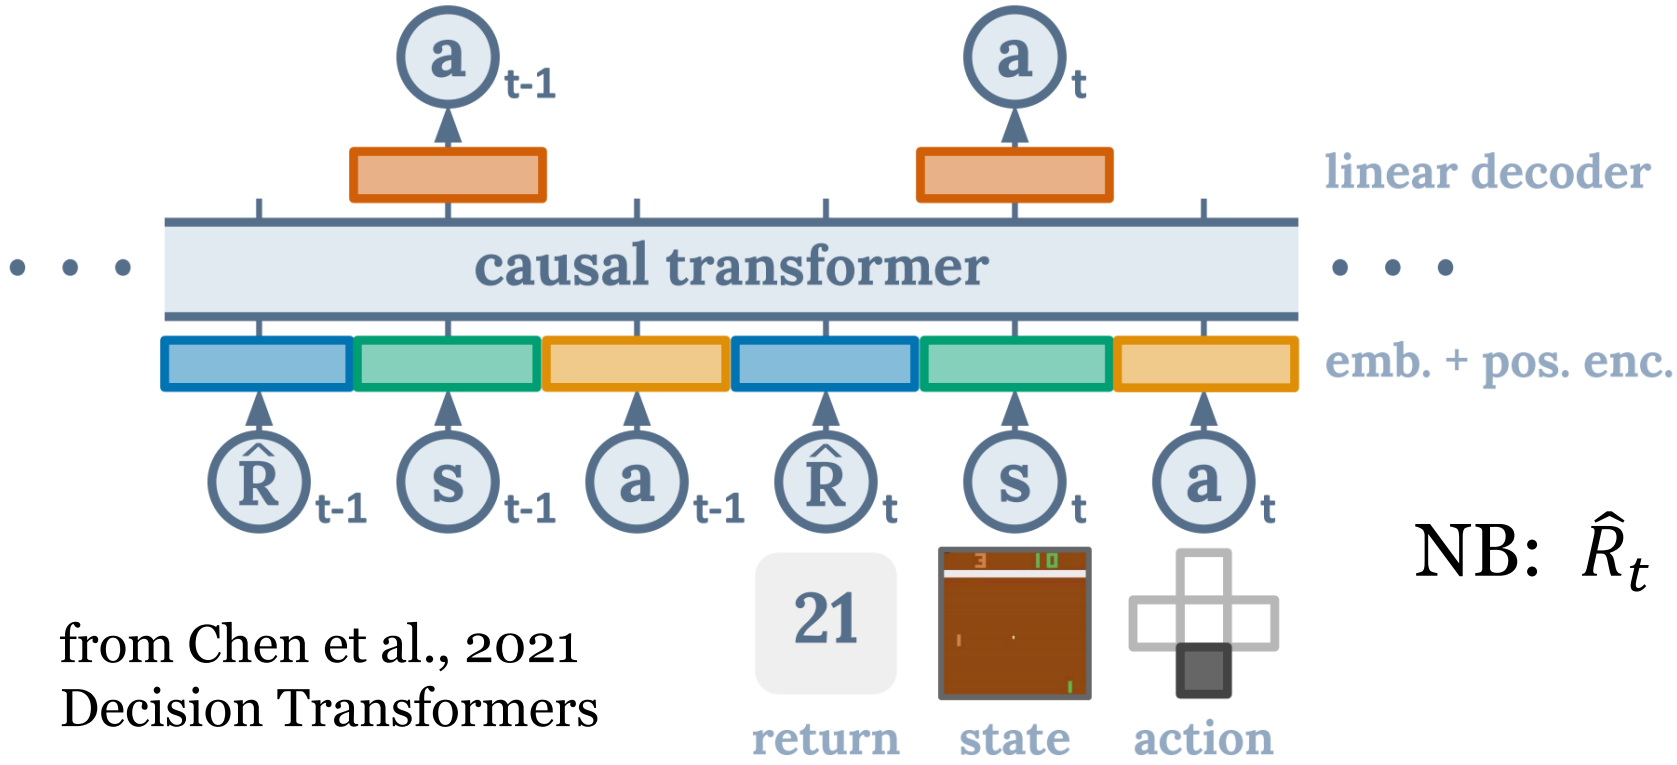 a t-1 a t
linear decoder
• • • causal transformer • • •
emb. + pos. enc.
R̂ t-1 s t-1 a t-1 R̂ t s t a t
NB: R̂t
3 10
21
from Chen et al., 2021
Decision Transformers
return state action